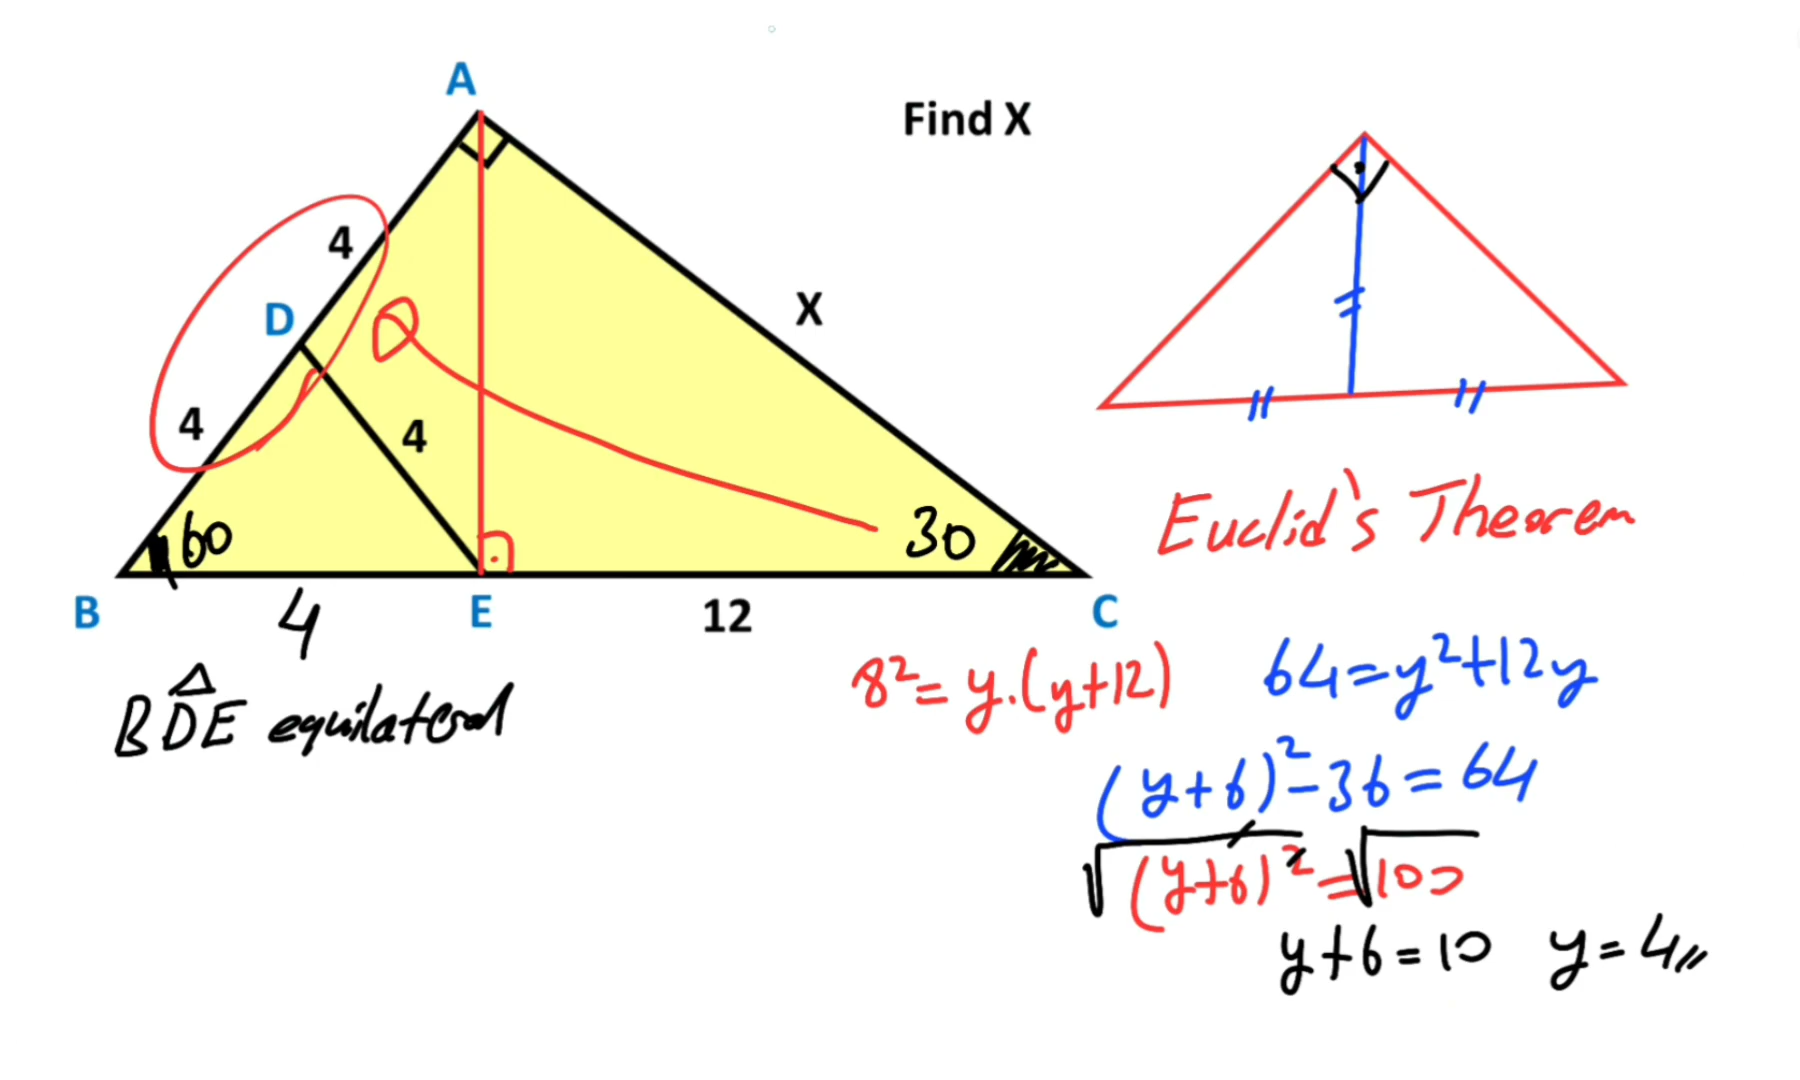 A
Find X
4
D
X
4
4
60
30
B
4
E
12
C
Euclid's Theorem
8²=y.(y+12)
64=y²+12y
BDE equilateral
(y+6)²-36=64
√(y+6)²=√100
y+6=10 y=4